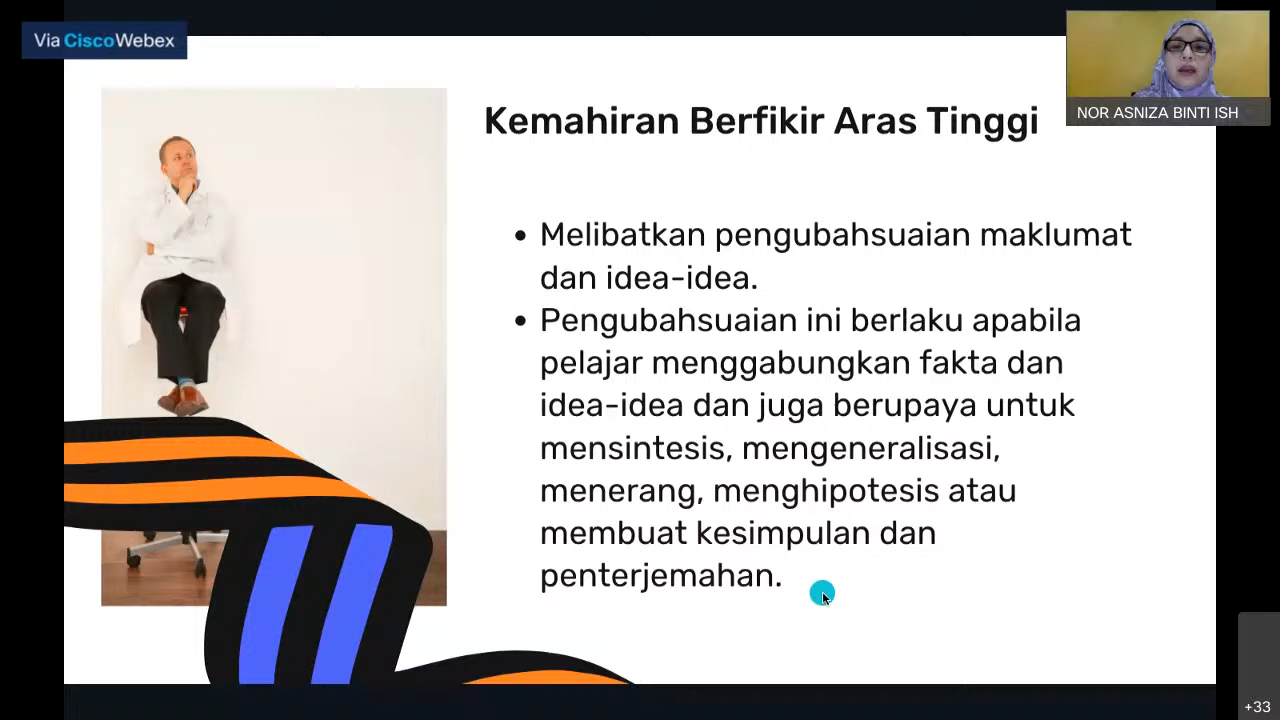 Via CiscoWebex
NOR ASNIZA BINTI ISH
Kemahiran Berfikir Aras Tinggi
• Melibatkan pengubahsuaian maklumat
dan idea-idea.
• Pengubahsuaian ini berlaku apabila
pelajar menggabungkan fakta dan
idea-idea dan juga berupaya untuk
mensintesis, mengeneralisasi,
menerang, menghipotesis atau
membuat kesimpulan dan
penterjemahan.
+33